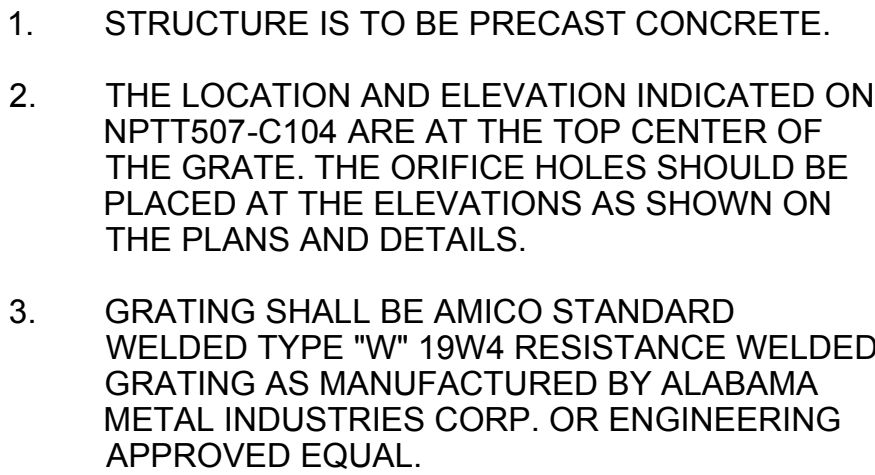 1. STRUCTURE IS TO BE PRECAST CONCRETE.
2. THE LOCATION AND ELEVATION INDICATED ON
NPTT507-C104 ARE AT THE TOP CENTER OF
THE GRATE. THE ORIFICE HOLES SHOULD BE
PLACED AT THE ELEVATIONS AS SHOWN ON
THE PLANS AND DETAILS.
3. GRATING SHALL BE AMICO STANDARD
WELDED TYPE "W" 19W4 RESISTANCE WELDED
GRATING AS MANUFACTURED BY ALABAMA
METAL INDUSTRIES CORP. OR ENGINEERING
APPROVED EQUAL.